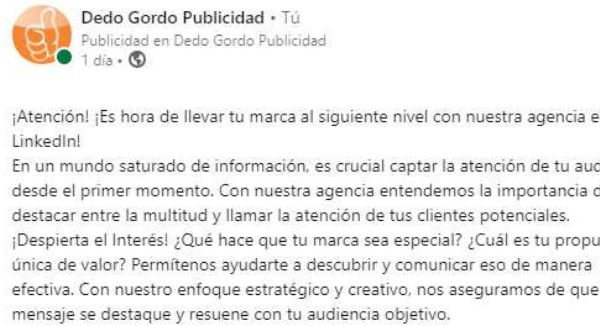 Dedo Gordo Publicidad • Tú
Publicidad en Dedo Gordo Publicidad
1 día •
¡Atención! ¡Es hora de llevar tu marca al siguiente nivel con nuestra agencia e
LinkedIn!
En un mundo saturado de información, es crucial captar la atención de tu aud
desde el primer momento. Con nuestra agencia entendemos la importancia d
destacar entre la multitud y llamar la atención de tus clientes potenciales.
¡Despierta el Interés! ¿Qué hace que tu marca sea especial? ¿Cuál es tu propu
única de valor? Permítenos ayudarte a descubrir y comunicar eso de manera
efectiva. Con nuestro enfoque estratégico y creativo, nos aseguramos de que
mensaje se destaque y resuene con tu audiencia objetivo.